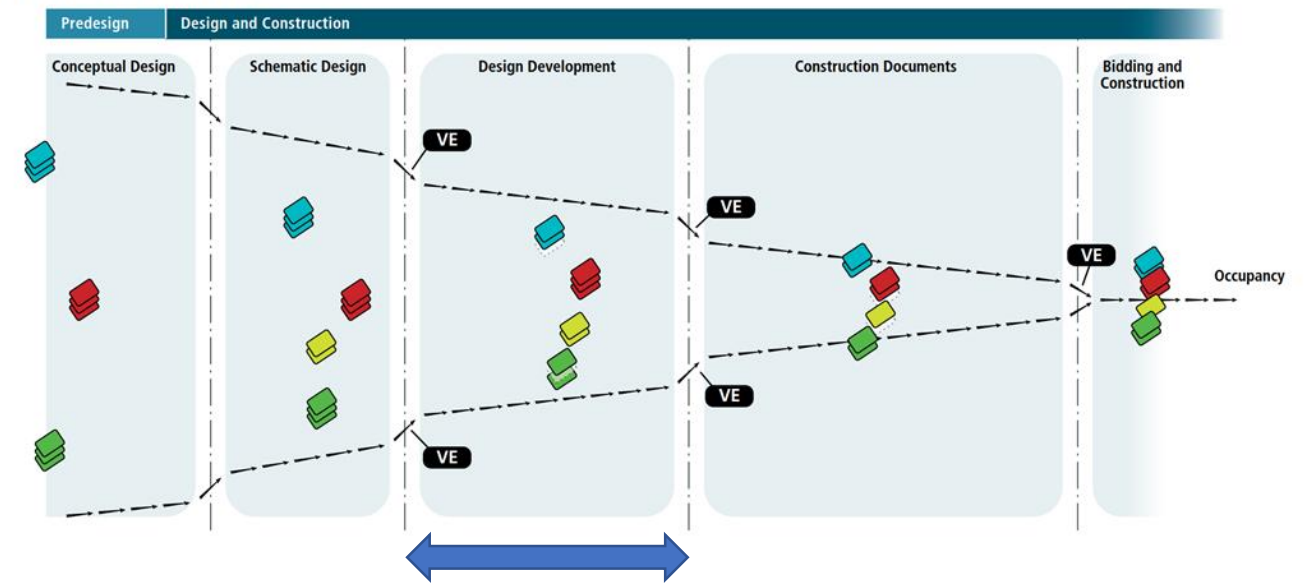 Predesign
Design and Construction
Conceptual Design
Schematic Design
Design Development
Construction Documents
Bidding and
Construction
VE
VE
VE
Occupancy
VE
VE